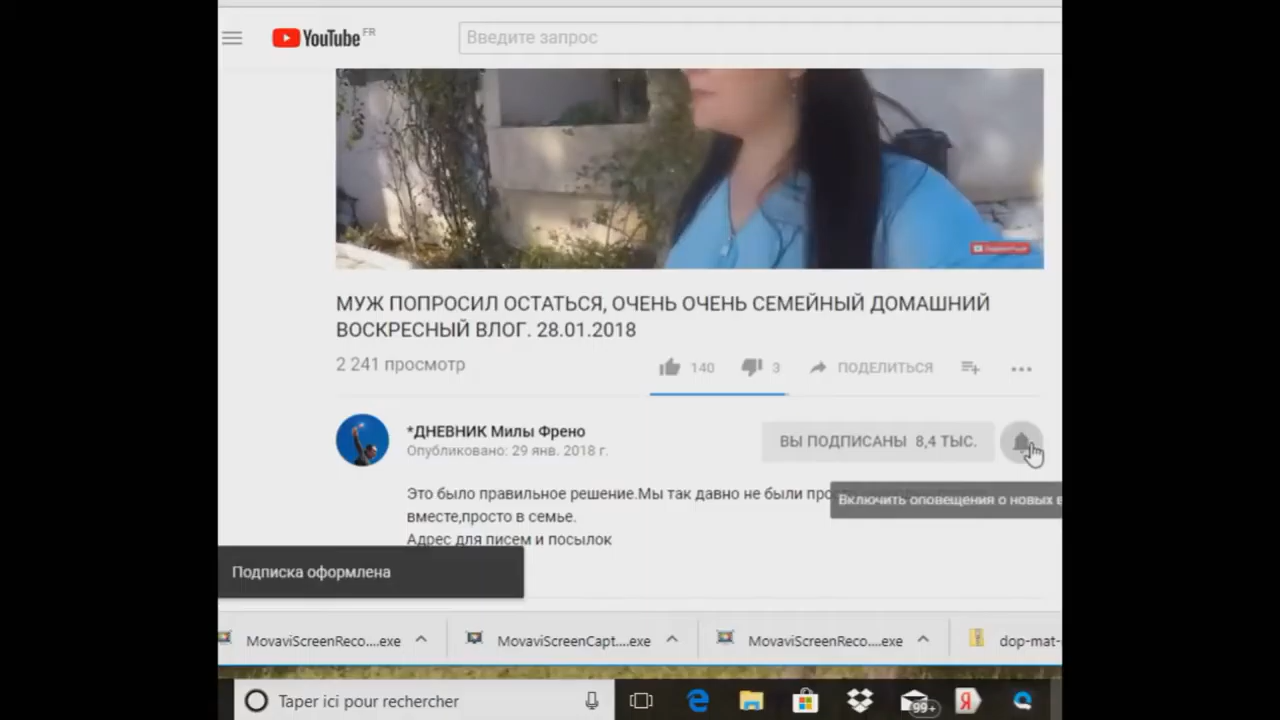 YouTube FR
Введите запрос
МУЖ ПОПРОСИЛ ОСТАТЬСЯ, ОЧЕНЬ ОЧЕНЬ СЕМЕЙНЫЙ ДОМАШНИЙ
ВОСКРЕСНЫЙ ВЛОГ. 28.01.2018
2 241 просмотр
140
3
ПОДЕЛИТЬСЯ
*ДНЕВНИК Милы Френо
Опубликовано: 29 янв. 2018 г.
ВЫ ПОДПИСАНЫ 8,4 ТЫС.
Это было правильное решение.Мы так давно не были
Включить оповещения о новых
вместе,просто в семье.
Адрес для писем и посылок
Подписка оформлена
MovaviScreenReco....exe
MovaviScreenCapt....exe
MovaviScreenReco....exe
dop-mat-
Taper ici pour rechercher
99+
Я